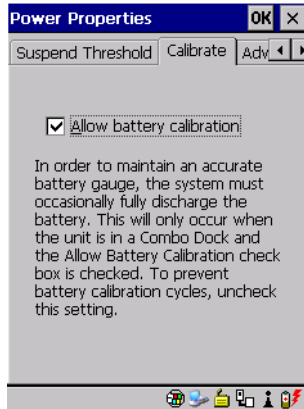 Power Properties OK ×
Suspend Threshold Calibrate Adv
Allow battery calibration
In order to maintain an accurate
battery gauge, the system must
occasionally fully discharge the
battery. This will only occur when
the unit is in a Combo Dock and
the Allow Battery Calibration check
box is checked. To prevent
battery calibration cycles, uncheck
this setting.